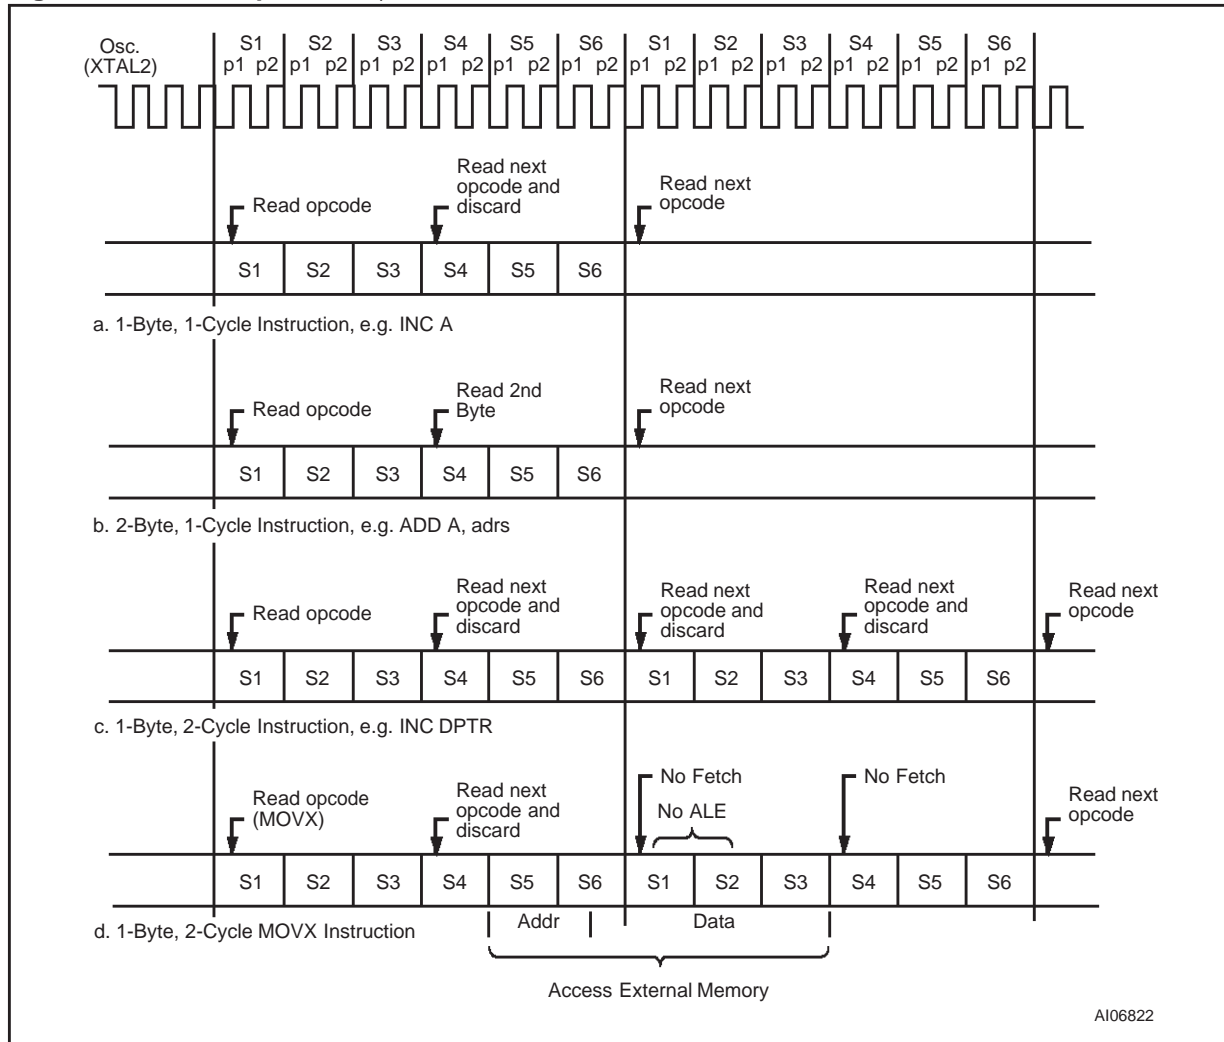 Osc.
(XTAL2)
S1 S2 S3 S4 S5 S6 S1 S2 S3 S4 S5 S6
p1 p2 p1 p2 p1 p2 p1 p2 p1 p2 p1 p2 p1 p2 p1 p2 p1 p2 p1 p2 p1 p2 p1 p2
Read opcode
Read next
opcode and
discard
Read next
opcode
S1 S2 S3 S4 S5 S6
a. 1-Byte, 1-Cycle Instruction, e.g. INC A
Read opcode
Read 2nd
Byte
Read next
opcode
S1 S2 S3 S4 S5 S6
b. 2-Byte, 1-Cycle Instruction, e.g. ADD A, adrs
Read opcode
Read next
opcode and
discard
Read next
opcode and
discard
Read next
opcode and
discard
Read next
opcode
S1 S2 S3 S4 S5 S6 S1 S2 S3 S4 S5 S6
c. 1-Byte, 2-Cycle Instruction, e.g. INC DPTR
Read opcode
(MOVX)
Read next
opcode and
discard
No Fetch
No ALE
No Fetch
Read next
opcode
S1 S2 S3 S4 S5 S6 S1 S2 S3 S4 S5 S6
Addr
Data
d. 1-Byte, 2-Cycle MOVX Instruction
Access External Memory
AI06822